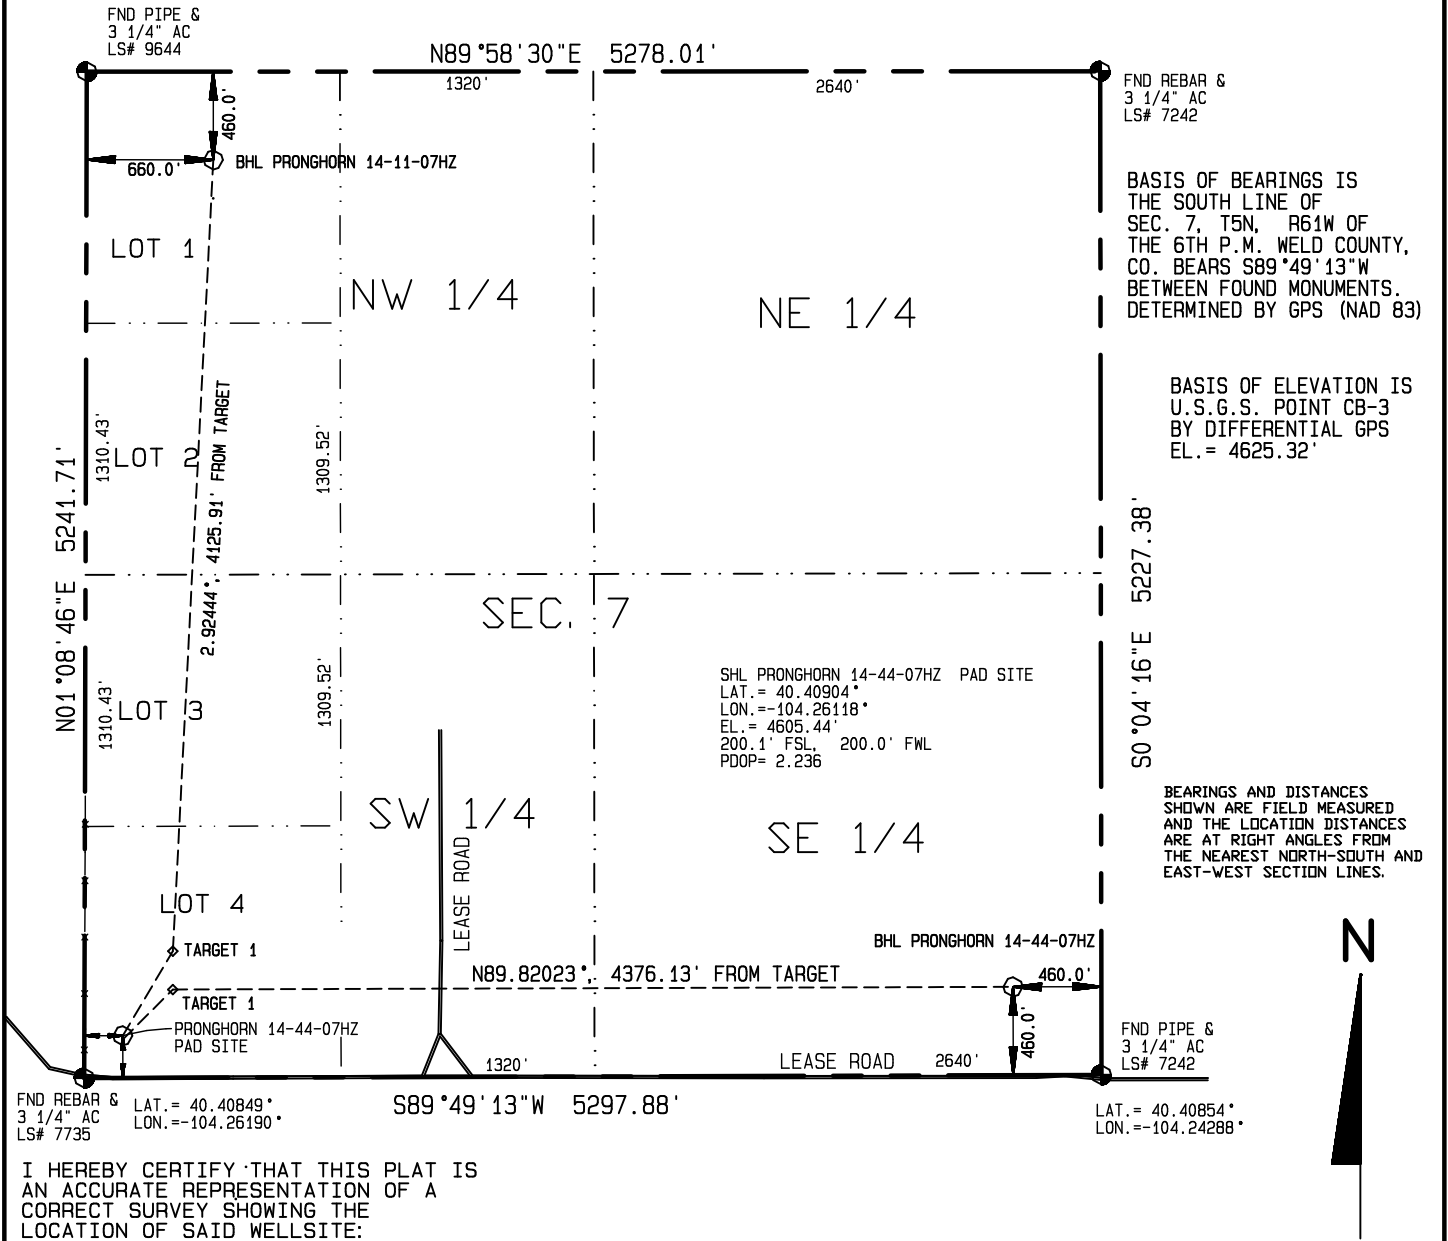 FND PIPE &
3 1/4" AC
LS# 9644
N89°58'30"E 5278.01'
1320'
2640'
FND REBAR &
3 1/4" AC
LS# 7242
460.0'
660.0'
BHL PRONGHORN 14-11-07HZ
BASIS OF BEARINGS IS
THE SOUTH LINE OF
SEC. 7, T5N, R61W OF
THE 6TH P.M. WELD COUNTY,
CO. BEARS S89°49'13"W
BETWEEN FOUND MONUMENTS.
DETERMINED BY GPS (NAD 83)
LOT 1
NW 1/4
NE 1/4
BASIS OF ELEVATION IS
U.S.G.S. POINT CB-3
BY DIFFERENTIAL GPS
EL.= 4625.32'
N01°08'46"E 5241.71'
1310.43'
LOT 2
2.92444°, 4125.91' FROM TARGET
1309.52'
S0°04'16"E 5227.38'
SEC. 7
1310.43'
LOT 3
1309.52'
SHL PRONGHORN 14-44-07HZ PAD SITE
LAT.= 40.40904°
LON.=-104.26118°
EL.= 4605.44'
200.1' FSL, 200.0' FWL
PDOP= 2.236
BEARINGS AND DISTANCES
SHOWN ARE FIELD MEASURED
AND THE LOCATION DISTANCES
ARE AT RIGHT ANGLES FROM
THE NEAREST NORTH-SOUTH AND
EAST-WEST SECTION LINES.
SW 1/4
SE 1/4
LEASE ROAD
LOT 4
TARGET 1
BHL PRONGHORN 14-44-07HZ
N
N89.82023°, 4376.13' FROM TARGET
460.0'
TARGET 1
PRONGHORN 14-44-07HZ
PAD SITE
460.0'
FND PIPE &
3 1/4" AC
LS# 7242
1320'
LEASE ROAD
2640'
FND REBAR &
3 1/4" AC
LS# 7735
LAT.= 40.40849°
LON.=-104.26190°
S89°49'13"W 5297.88'
LAT.= 40.40854°
LON.=-104.24288°
I HEREBY CERTIFY THAT THIS PLAT IS
AN ACCURATE REPRESENTATION OF A
CORRECT SURVEY SHOWING THE
LOCATION OF SAID WELLSITE: